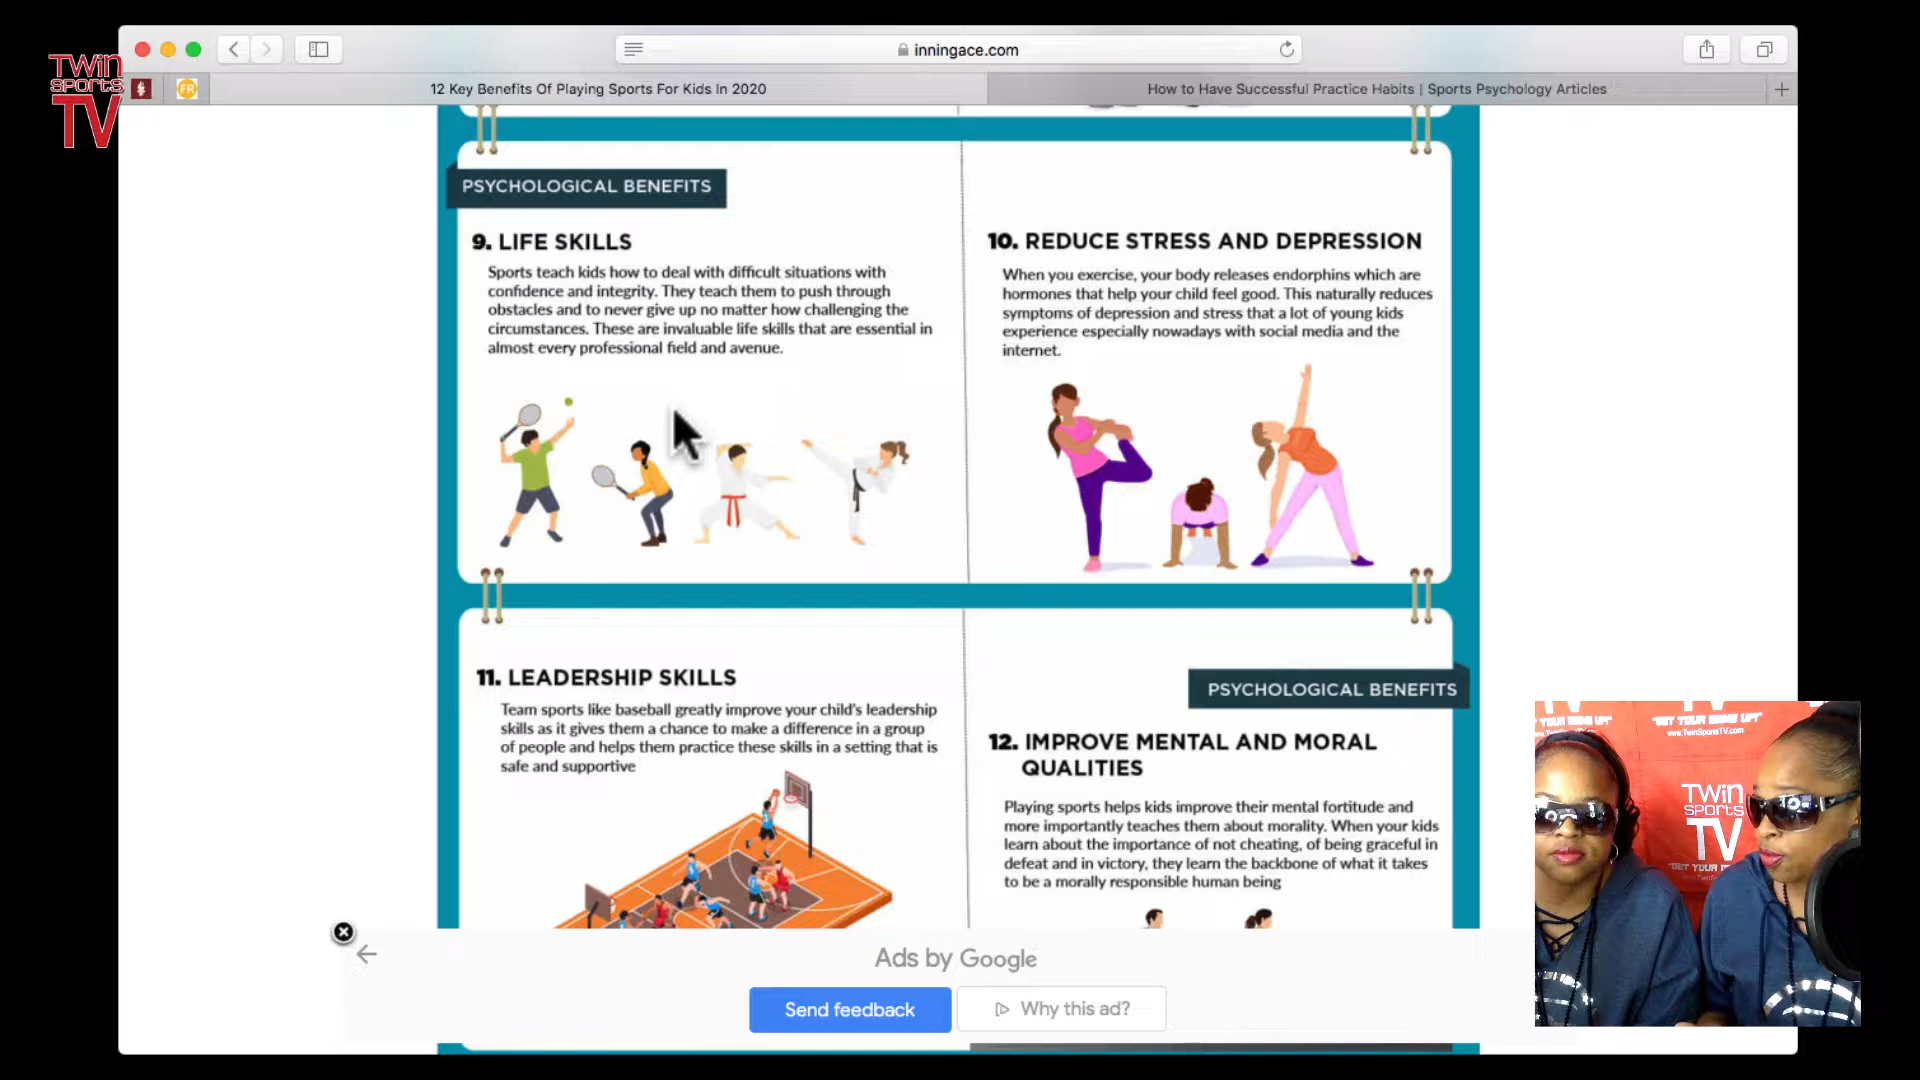 inningace.com
TWIN
SPORTS
TV
FR
12 Key Benefits Of Playing Sports For Kids In 2020
How to Have Successful Practice Habits | Sports Psychology Articles
PSYCHOLOGICAL BENEFITS
9. LIFE SKILLS
Sports teach kids how to deal with difficult situations with
confidence and integrity. They teach them to push through
obstacles and to never give up no matter how challenging the
circumstances. These are invaluable life skills that are essential in
almost every professional field and avenue.
10. REDUCE STRESS AND DEPRESSION
When you exercise, your body releases endorphins which are
hormones that help your child feel good. This naturally reduces
symptoms of depression and stress that a lot of young kids
experience especially nowadays with social media and the
internet.
11. LEADERSHIP SKILLS
Team sports like baseball greatly improve your child's leadership
skills as it gives them a chance to make a difference in a group
of people and helps them practice these skills in a setting that is
safe and supportive
PSYCHOLOGICAL BENEFITS
12. IMPROVE MENTAL AND MORAL
QUALITIES
Playing sports helps kids improve their mental fortitude and
more importantly teaches them about morality. When your kids
learn about the importance of not cheating, of being graceful in
defeat and in victory, they learn the backbone of what it takes
to be a morally responsible human being
Ads by Google
Send feedback
Why this ad?
"GET YOUR GAME UP!"
www.TwinSportsTV.com
TWIN
SPORTS
TV